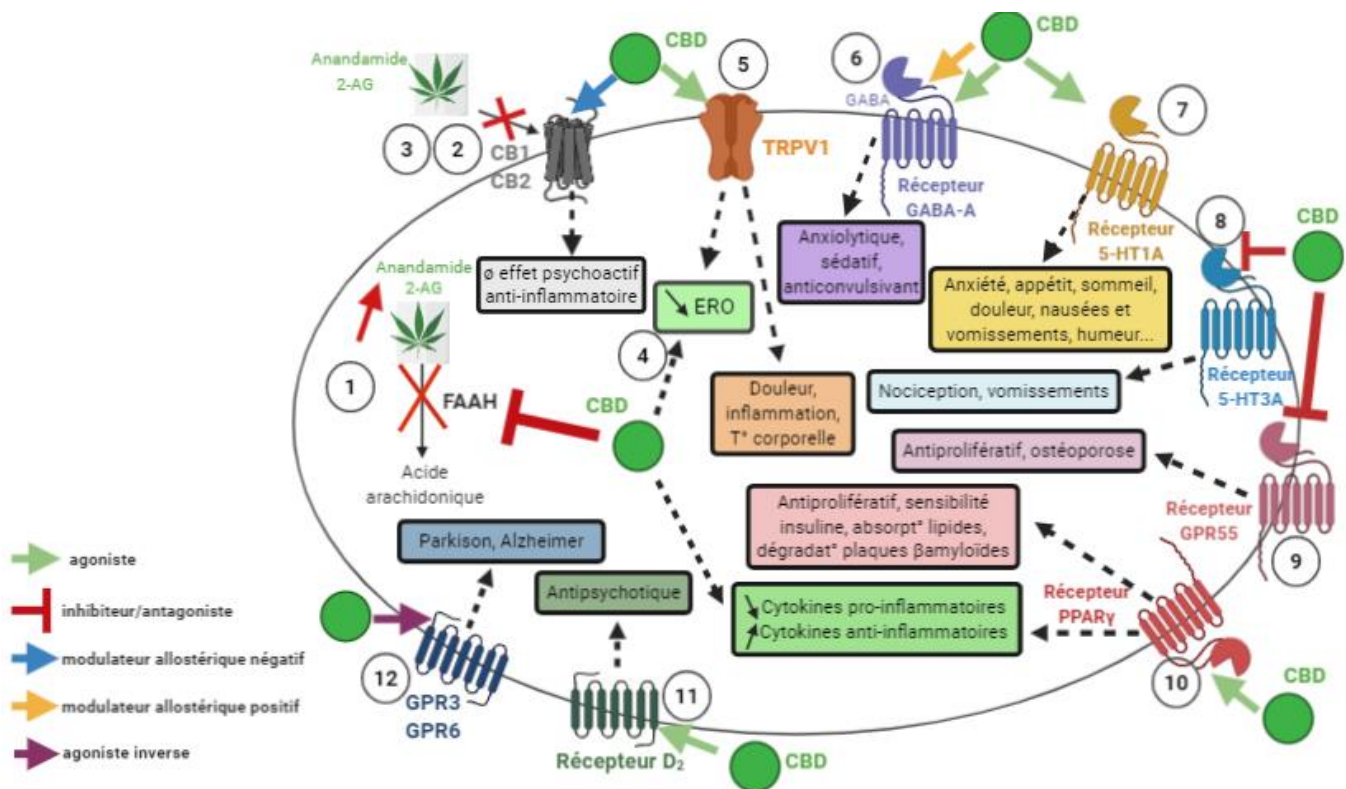 CBD
Anandamide
2-AG
3
2
CB1
CB2
5
TRPV1
6
GABA
CBD
Récepteur
GABA-A
7
Récepteur
5-HT1A
8
CBD
Récepteur
5-HT3A
ø effet psychoactif
anti-inflammatoire
↘ ERO
4
Anxiolytique,
sédatif,
anticonvulsivant
Anxiété, appétit, sommeil,
douleur, nausées et
vomissements, humeur...
Anandamide
2-AG
1
FAAH
CBD
Acide
arachidonique
Douleur,
inflammation,
T° corporelle
Nociception, vomissements
Antiprolifératif, ostéoporose
Récepteur
GPR55
9
Antiprolifératif, sensibilité
insuline, absorpt° lipides,
dégradat° plaques βamyloïdes
↘ Cytokines pro-inflammatoires
↗ Cytokines anti-inflammatoires
Récepteur
PPARγ
10
CBD
Parkison, Alzheimer
Antipsychotique
12
GPR3
GPR6
11
Récepteur D₂
CBD
agoniste
inhibiteur/antagoniste
modulateur allostérique négatif
modulateur allostérique positif
agoniste inverse